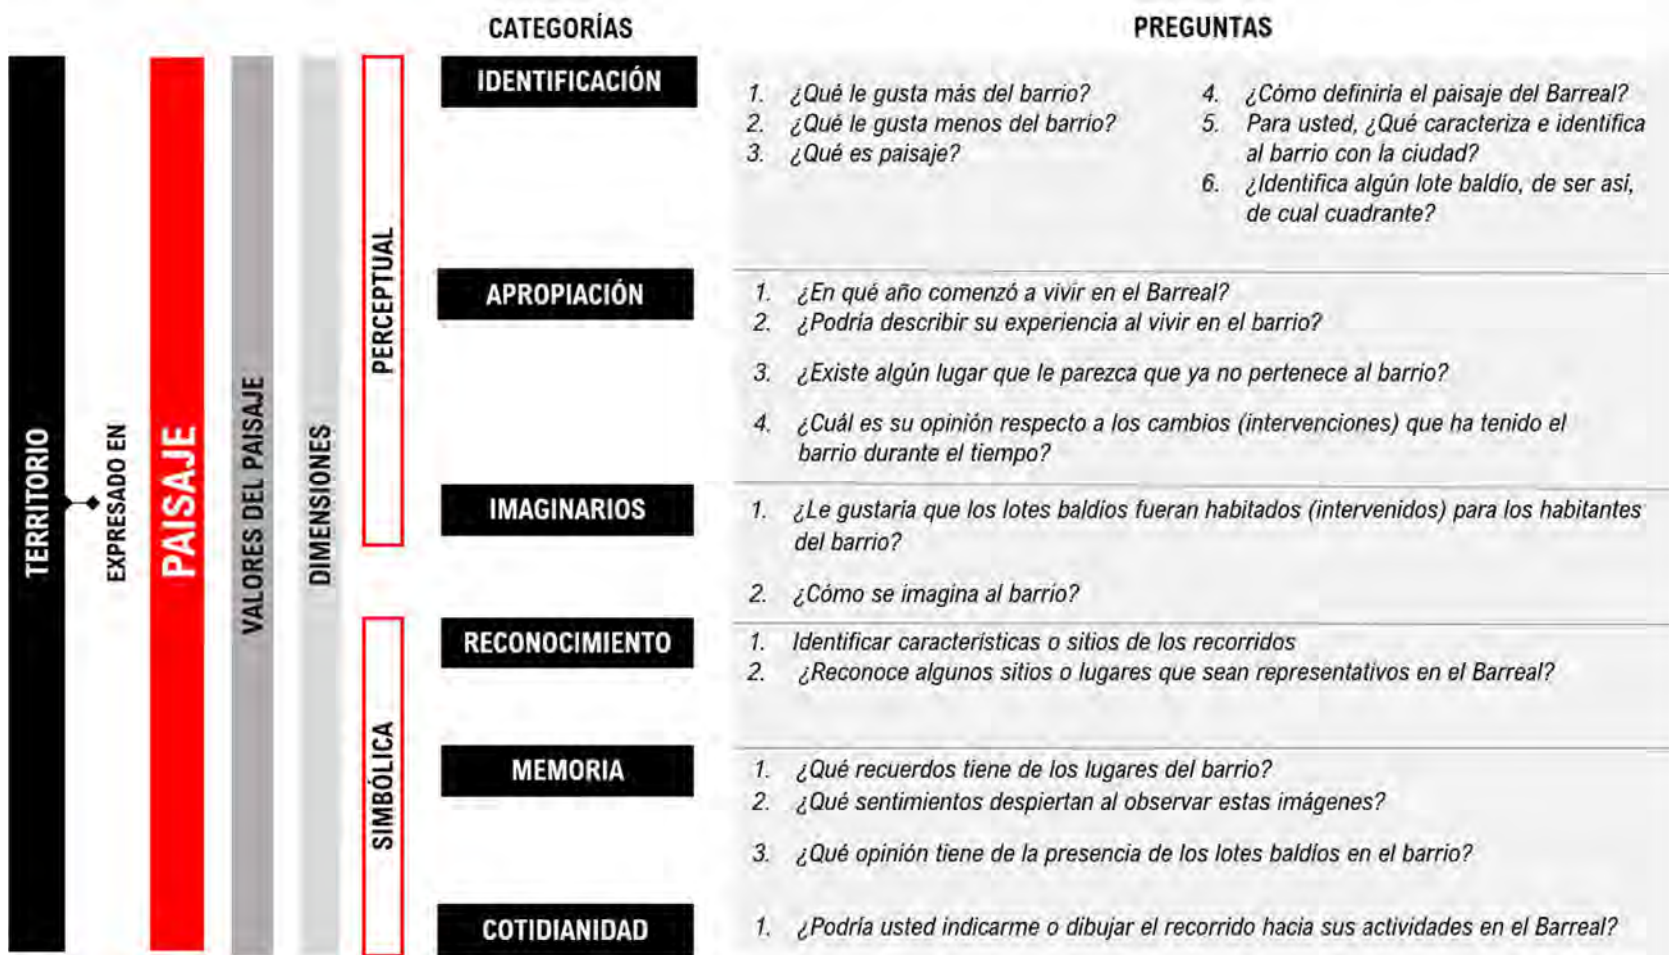 CATEGORÍAS
PREGUNTAS
TERRITORIO
EXPRESADO EN
PAISAJE
VALORES DEL PAISAJE
DIMENSIONES
PERCEPTUAL
IDENTIFICACIÓN
1. ¿Qué le gusta más del barrio?
2. ¿Qué le gusta menos del barrio?
3. ¿Qué es paisaje?
4. ¿Cómo definiría el paisaje del Barreal?
5. Para usted, ¿Qué caracteriza e identifica
al barrio con la ciudad?
6. ¿Identifica algún lote baldío, de ser así,
de cual cuadrante?
APROPIACIÓN
1. ¿En qué año comenzó a vivir en el Barreal?
2. ¿Podría describir su experiencia al vivir en el barrio?
3. ¿Existe algún lugar que le parezca que ya no pertenece al barrio?
4. ¿Cuál es su opinión respecto a los cambios (intervenciones) que ha tenido el
barrio durante el tiempo?
IMAGINARIOS
1. ¿Le gustaría que los lotes baldíos fueran habitados (intervenidos) para los habitantes
del barrio?
2. ¿Cómo se imagina al barrio?
SIMBÓLICA
RECONOCIMIENTO
1. Identificar características o sitios de los recorridos
2. ¿Reconoce algunos sitios o lugares que sean representativos en el Barreal?
MEMORIA
1. ¿Qué recuerdos tiene de los lugares del barrio?
2. ¿Qué sentimientos despiertan al observar estas imágenes?
3. ¿Qué opinión tiene de la presencia de los lotes baldíos en el barrio?
COTIDIANIDAD
1. ¿Podría usted indicarme o dibujar el recorrido hacia sus actividades en el Barreal?